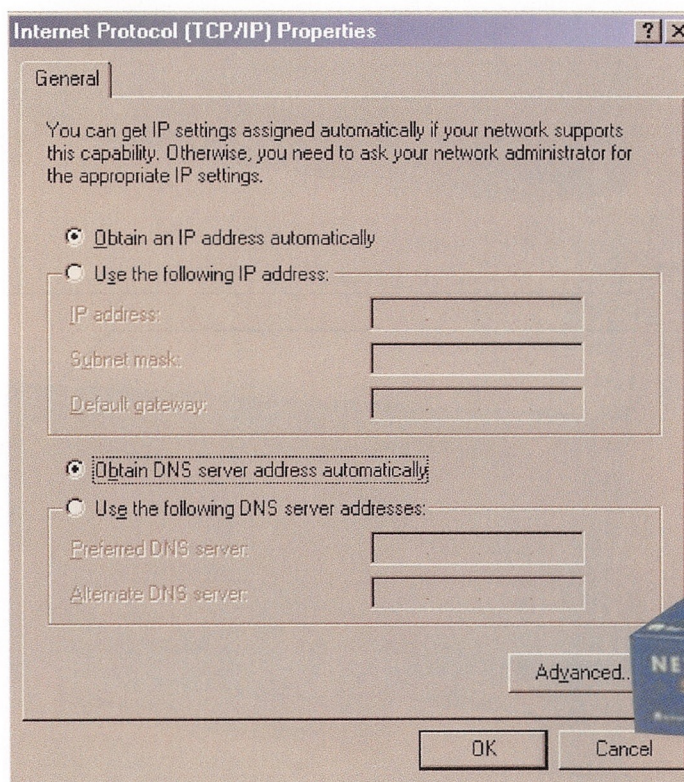 Internet Protocol (TCP/IP) Properties
General
You can get IP settings assigned automatically if your network supports
this capability. Otherwise, you need to ask your network administrator for
the appropriate IP settings.
Obtain an IP address automatically
Use the following IP address:
IP address:
Subnet mask:
Default gateway:
Obtain DNS server address automatically
Use the following DNS server addresses:
Preferred DNS server:
Alternate DNS server:
Advanced..
NE
OK
Cancel